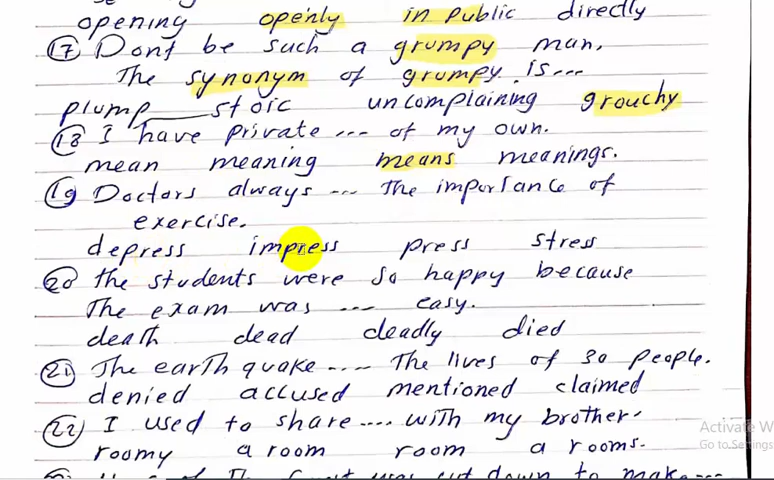 opening openly in public directly
17 Dont be such a grumpy man.
The synonym of grumpy is...
plump stoic uncomplaining grouchy
18 I have private ... of my own.
mean meaning means meanings.
19 Doctors always ... the importance of
exercise.
depress impress press stress
20 the students were so happy because
The exam was ... easy.
death dead deadly died
21 The earth quake .... The lives of 30 people.
denied accused mentioned claimed
22 I used to share .... with my brother.
roomy a room room a rooms.
cut down to make ...
Activate W
Go to Settings